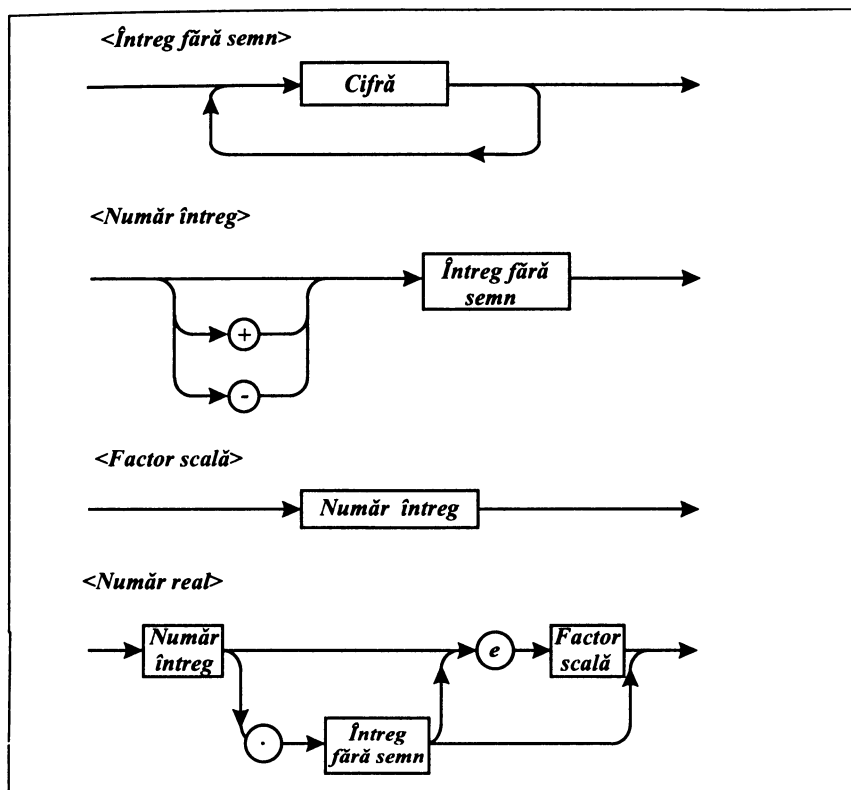 <Întreg fără semn>
Cifră
<Număr întreg>
Întreg fără
semn
+
-
<Factor scală>
Număr întreg
<Număr real>
Număr
întreg
e
Factor
scală
.
Întreg
fără semn